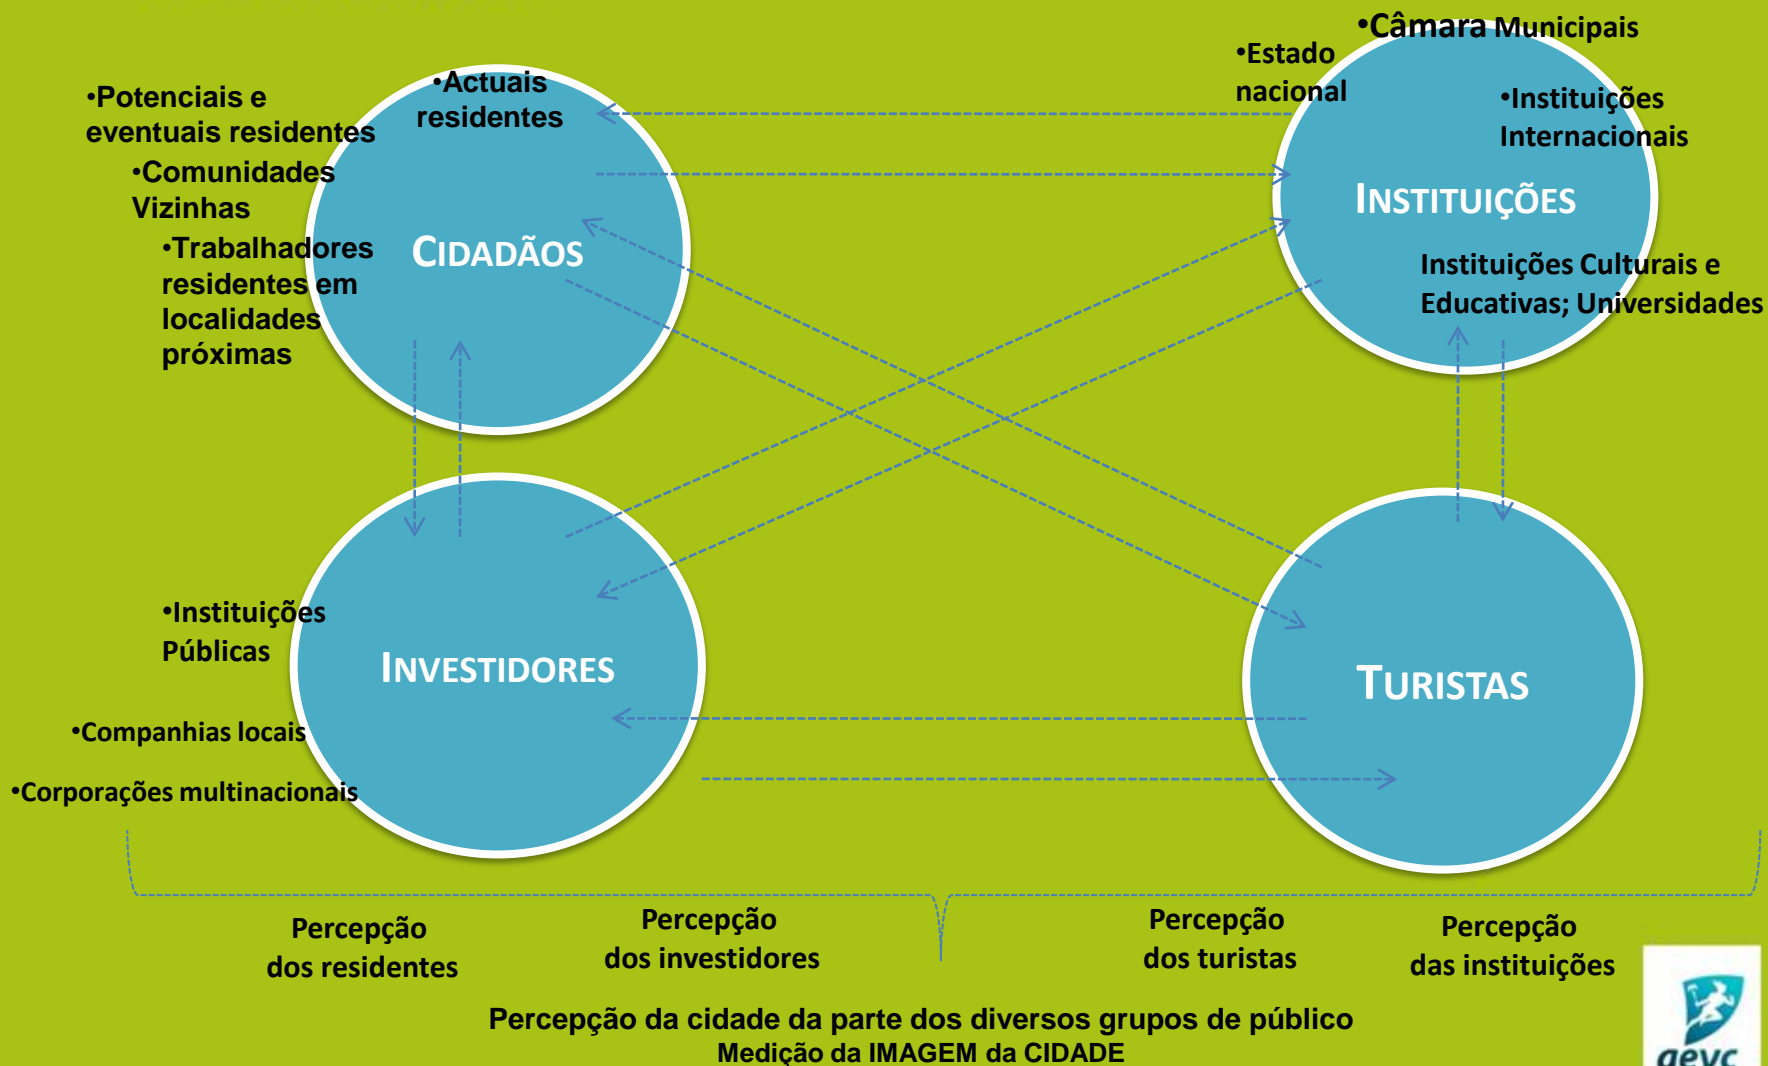 •Potenciais e
eventuais residentes
•Actuais
residentes
•Comunidades
Vizinhas
•Trabalhadores
residentes em
localidades
próximas
CIDADÃOS
•Câmara Municipais
•Estado
nacional
•Instituições
Internacionais
INSTITUIÇÕES
Instituições Culturais e
Educativas; Universidades
•Instituições
Públicas
INVESTIDORES
•Companhias locais
•Corporações multinacionais
TURISTAS
Percepção
dos residentes
Percepção
dos investidores
Percepção
dos turistas
Percepção
das instituições
Percepção da cidade da parte dos diversos grupos de público
Medição da IMAGEM da CIDADE
aevc